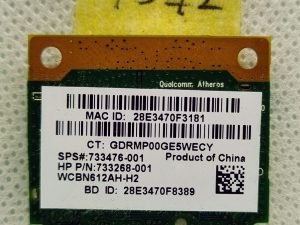 Qualcomm Atheros
MAC ID: 28E3470F3181
CT: GDRMP00GE5WECY
SPS#:733476-001 Product of China
HP P/N:733268-001
WCBN612AH-H2
BD ID: 28E3470F8389